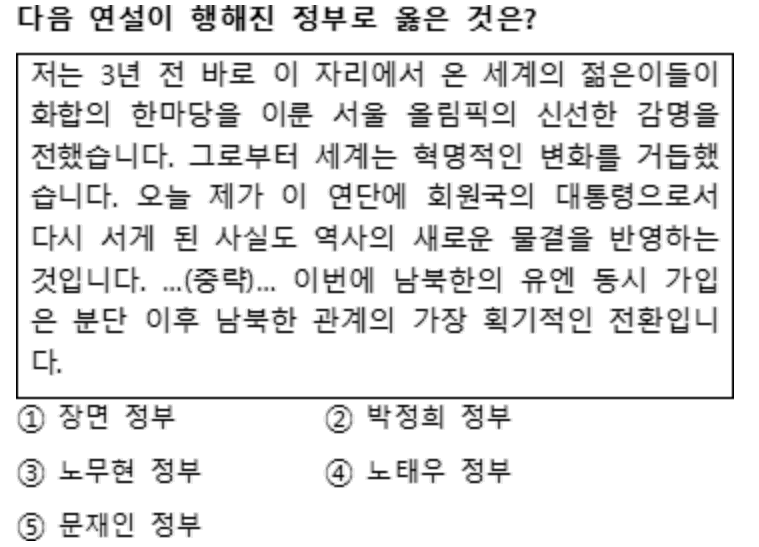 다음 연설이 행해진 정부로 옳은 것은?
저는 3년 전 바로 이 자리에서 온 세계의 젊은이들이
화합의 한마당을 이룬 서울 올림픽의 신선한 감명을
전했습니다. 그로부터 세계는 혁명적인 변화를 거듭했
습니다. 오늘 제가 이 연단에 회원국의 대통령으로서
다시 서게 된 사실도 역사의 새로운 물결을 반영하는
것입니다. ...(중략)... 이번에 남북한의 유엔 동시 가입
은 분단 이후 남북한 관계의 가장 획기적인 전환입니
다.
① 장면 정부 ② 박정희 정부
③ 노무현 정부 ④ 노태우 정부
⑤ 문재인 정부